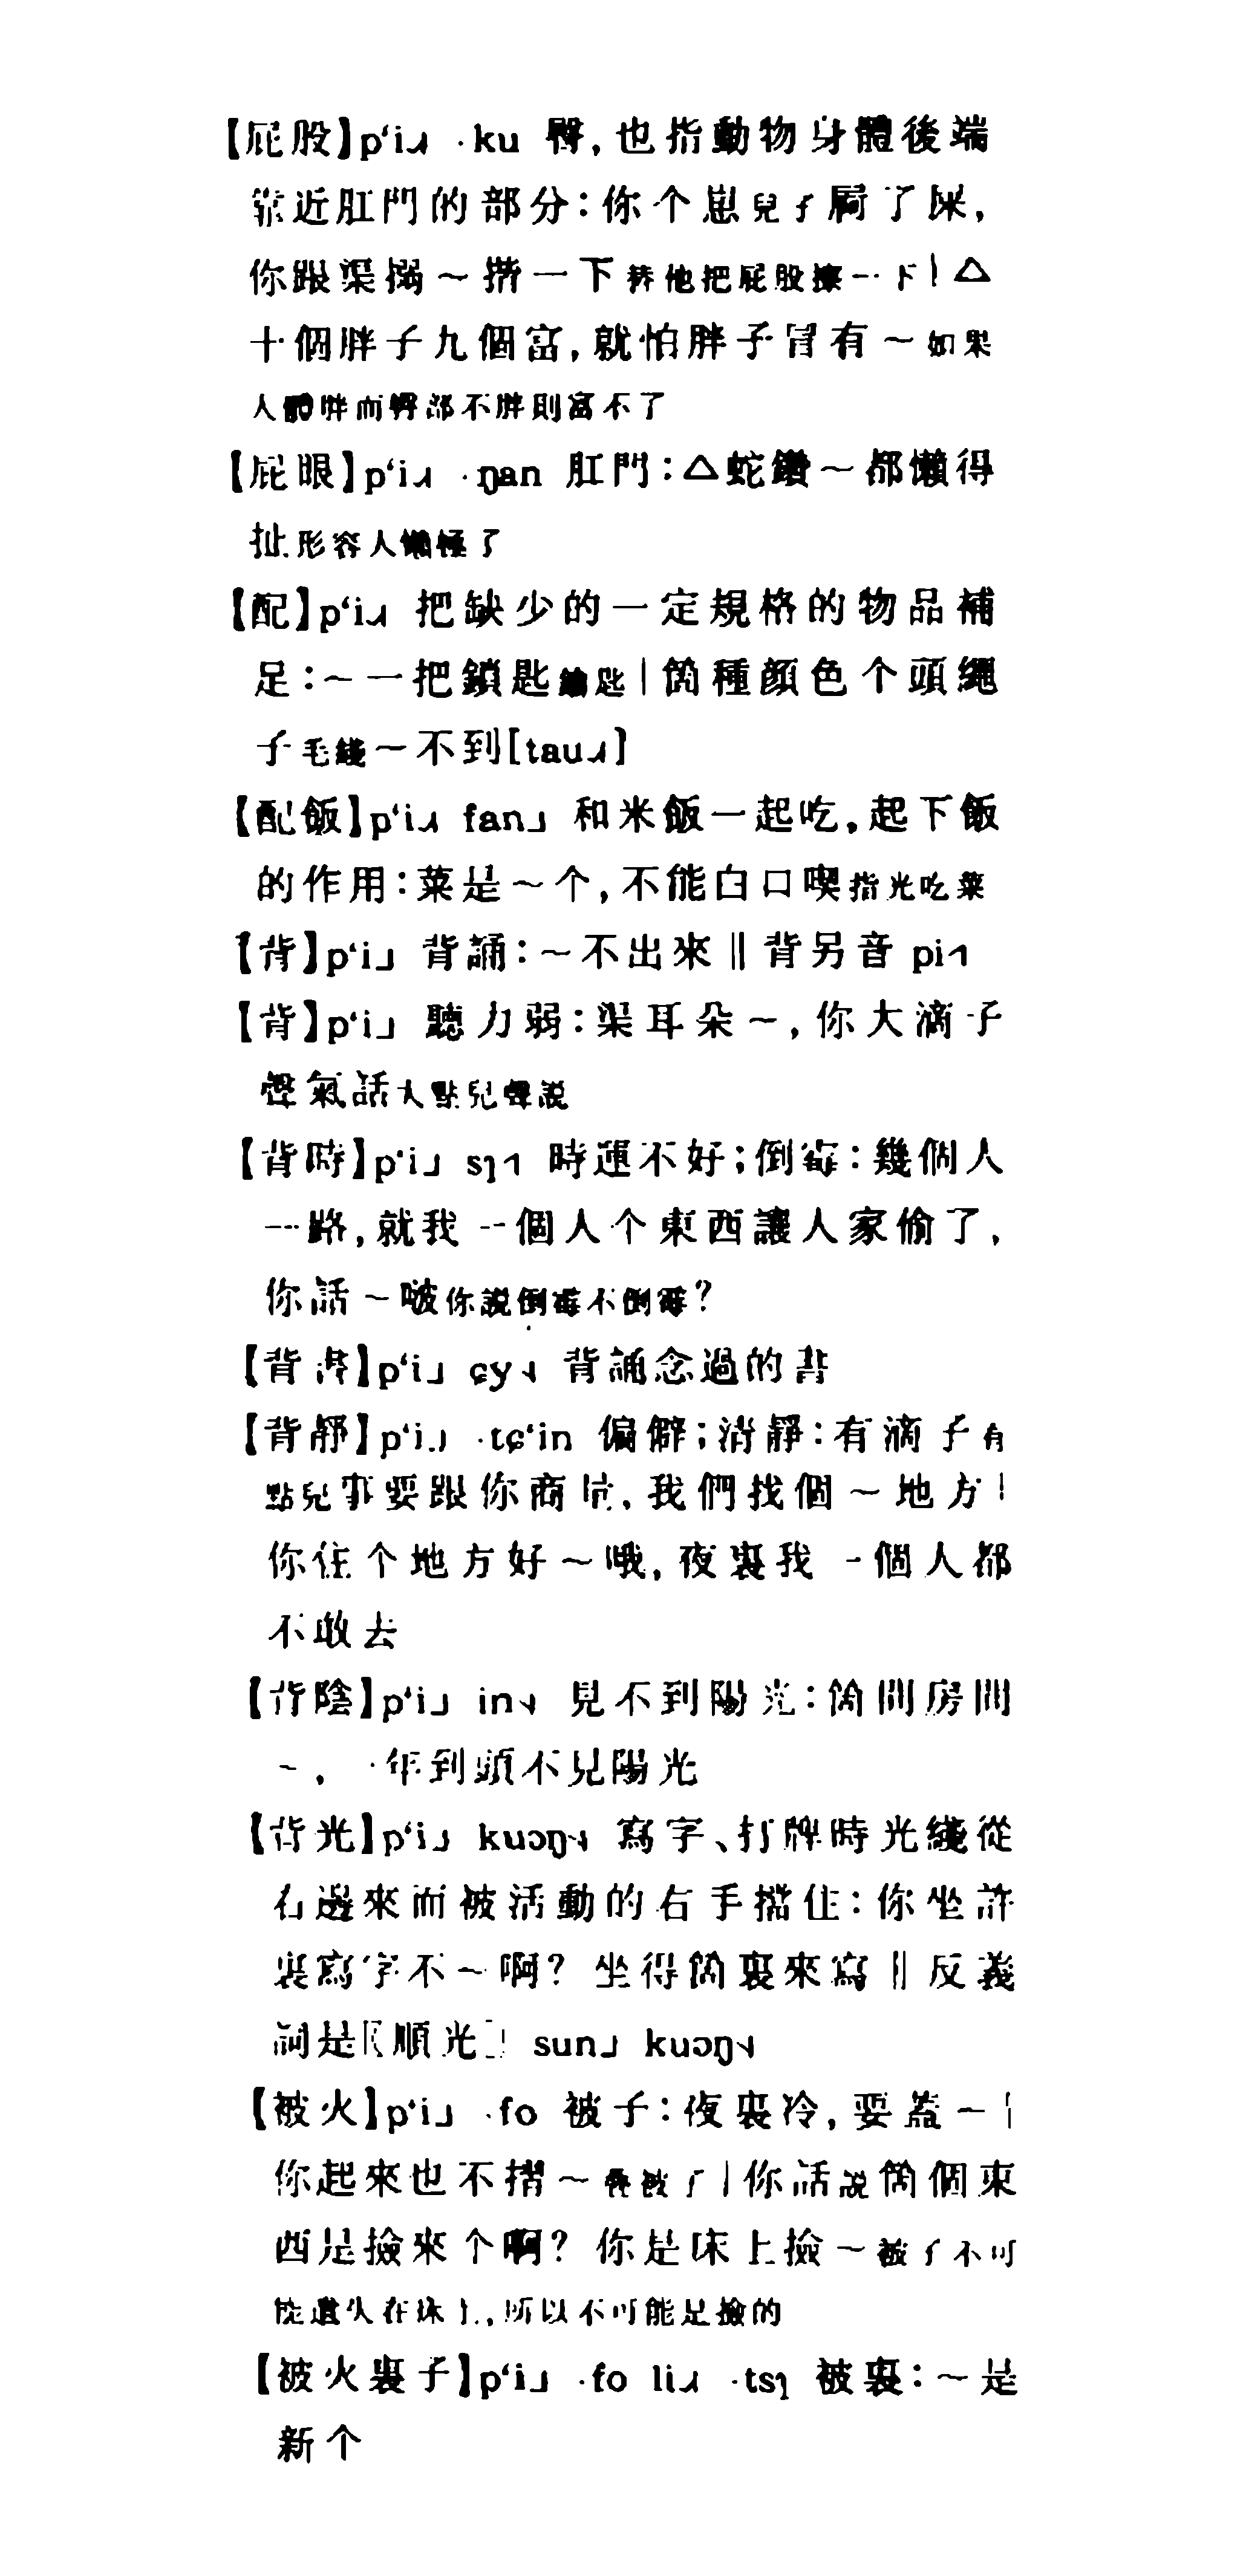 【屁股】p‘i˩˧ ·ku 臀,也指動物身體後端
靠近肛門的部分:你个崽兒子屙了屎,
你跟渠搦～揩一下替他把屁股擦一下|△
十個胖子九個富,就怕胖子冒有～如果
人體胖而臀部不胖則富不了
【屁眼】p‘i˩˧ ·ŋan 肛門:△蛇鑽～都懶得
扯形容人懶極了
【配】p‘i˩˧ 把缺少的一定規格的物品補
足:～一把鎖匙鑰匙|箇種顏色个頭繩
子毛綫～不到[tau˩˧]
【配飯】p‘i˩˧ fan˩ 和米飯一起吃,起下飯
的作用:菜是～个,不能白口喫指光吃菜
【背】p‘i˩ 背誦:～不出來‖背另音 pi˧˥
【背】p‘i˩ 聽力弱:渠耳朵～,你大滴子
聲氣話大點兒聲説
【背時】p‘i˩ sɿ˧˥ 時運不好;倒霉:幾個人
一路,就我一個人个東西讓人家偷了,
你話～啵你説倒霉不倒霉?
【背書】p‘i˩ ɕy˧˩ 背誦念過的書
【背靜】p‘i˩ ·tɕ‘in 偏僻;清靜:有滴子有
點兒事要跟你商量,我們找個～地方|
你住个地方好～哦,夜裏我一個人都
不敢去
【背陰】p‘i˩ in˧˩ 見不到陽光:箇間房間
～,一年到頭不見陽光
【背光】p‘i˩ kuɔŋ˧˩ 寫字、打牌時光綫從
右邊來而被活動的右手擋住:你坐許
裏寫字不～啊?坐得箇裏來寫‖反義
詞是〖順光〗 sun˩ kuɔŋ˧˩
【被火】p‘i˩ ·fo 被子:夜裏冷,要蓋～|
你起來也不摺～疊被子|你話説箇個東
西是撿來个啊?你是床上撿～被子不可
能遺失在床上,所以不可能是撿的
【被火裏子】p‘i˩ ·fo li˩˧ ·tsɿ 被裏:～是
新个